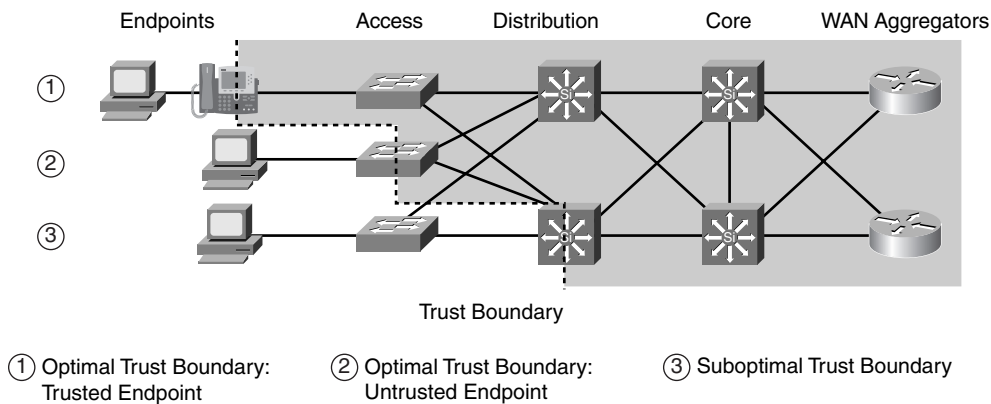 Endpoints Access Distribution Core WAN Aggregators
1
Si Si
2
3
Si Si
Trust Boundary
1 Optimal Trust Boundary: 2 Optimal Trust Boundary: 3 Suboptimal Trust Boundary
Trusted Endpoint Untrusted Endpoint